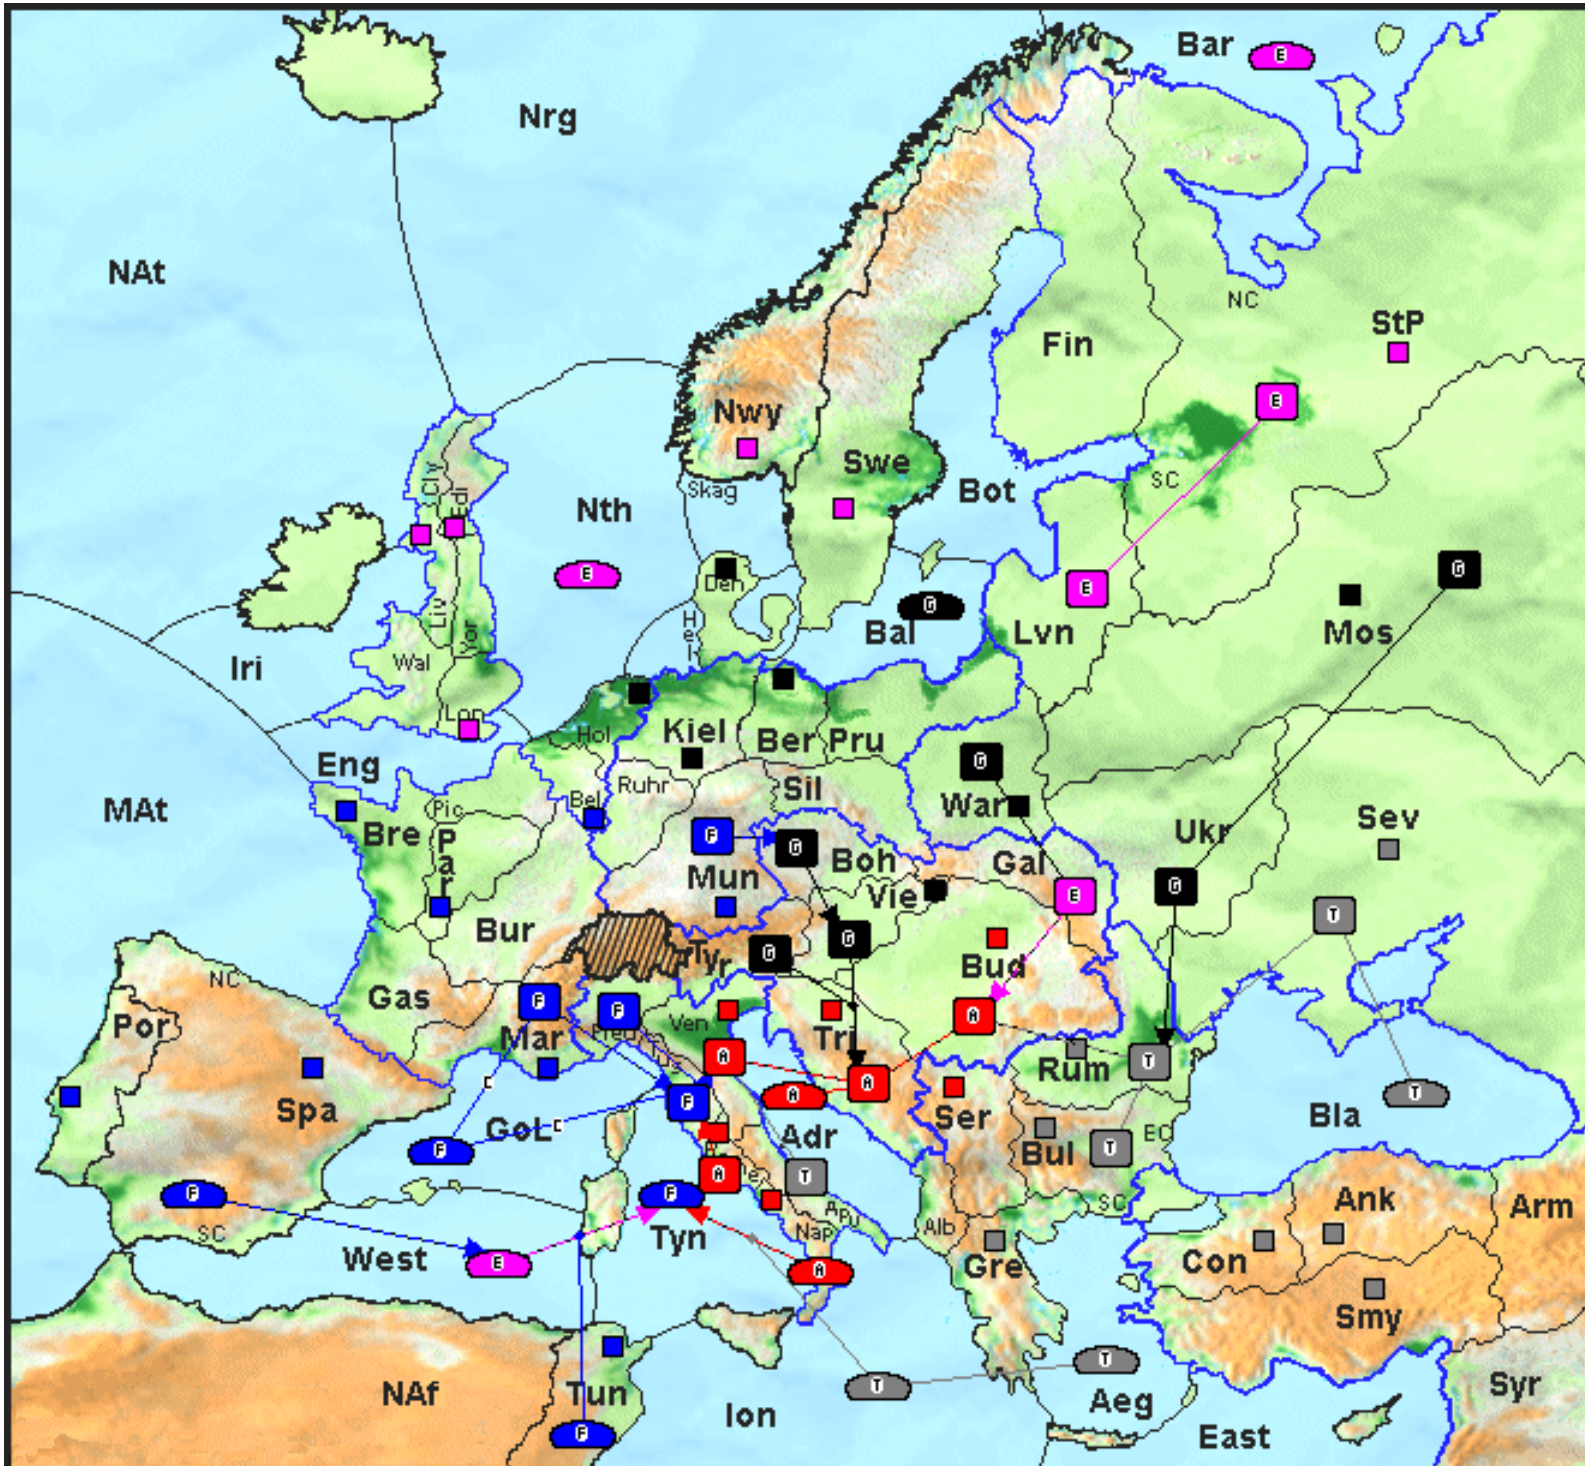 Bar
E
Nrg
NAt
NC
StP
Fin
E
Nwy
Swe
SC
Skag
Bot
Cly
Edi
Nth
E
Den
G
E
G
Bal
Lvn
Mos
Liv
Yor
Hel
Iri
Wal
Lon
Hol
Kiel
Ber
Pru
G
Eng
Ruhr
Sil
War
MAt
Pic
Bel
Bre
Par
F
G
Boh
Gal
Ukr
Sev
Mun
Vie
E
G
T
Bur
Tyr
G
G
Bud
NC
Gas
F
F
Ven
Tri
A
Por
Mar
Pied
A
Rum
T
C
A
A
Bla
T
Spa
GoL
C
F
Adr
Ser
Bul
T
EC
F
F
F
A
T
SC
West
E
Tyn
Nap
Apu
Alb
SC
Ank
Arm
A
Gre
Con
Smy
NAf
Tun
T
T
Aeg
Syr
F
Ion
East